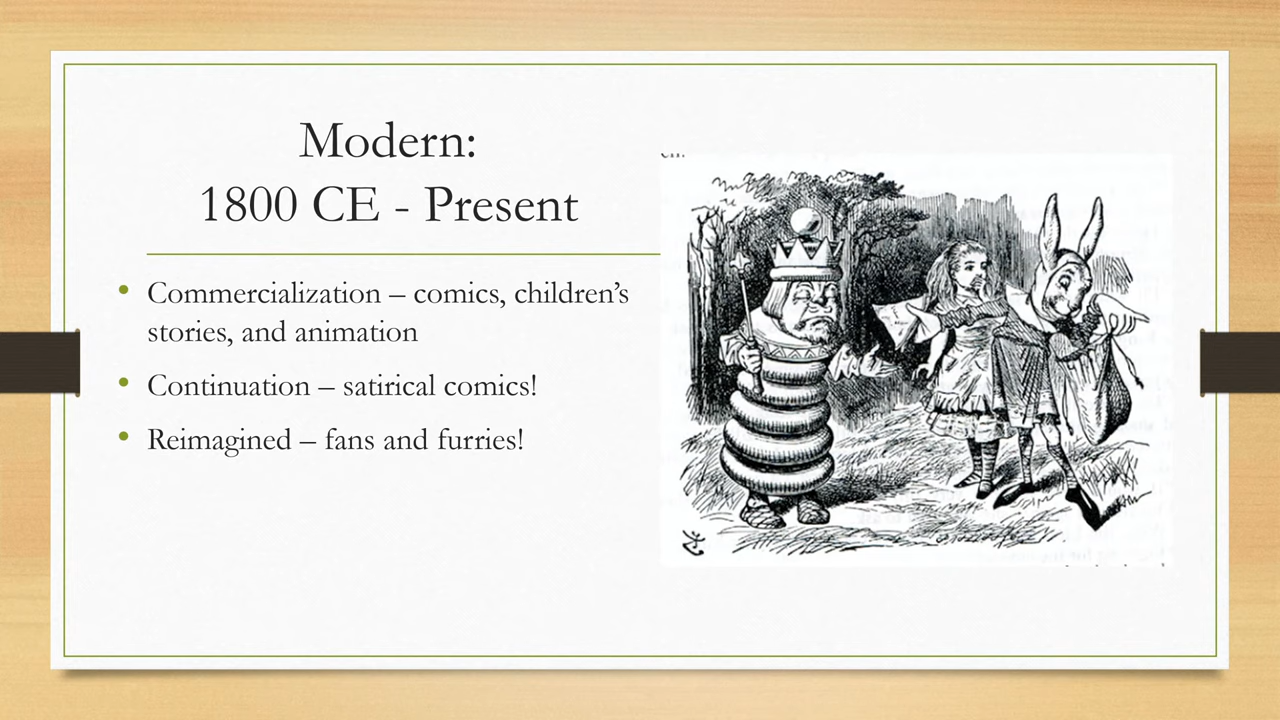 Modern:
1800 CE - Present
• Commercialization – comics, children’s
stories, and animation
• Continuation – satirical comics!
• Reimagined – fans and furries!